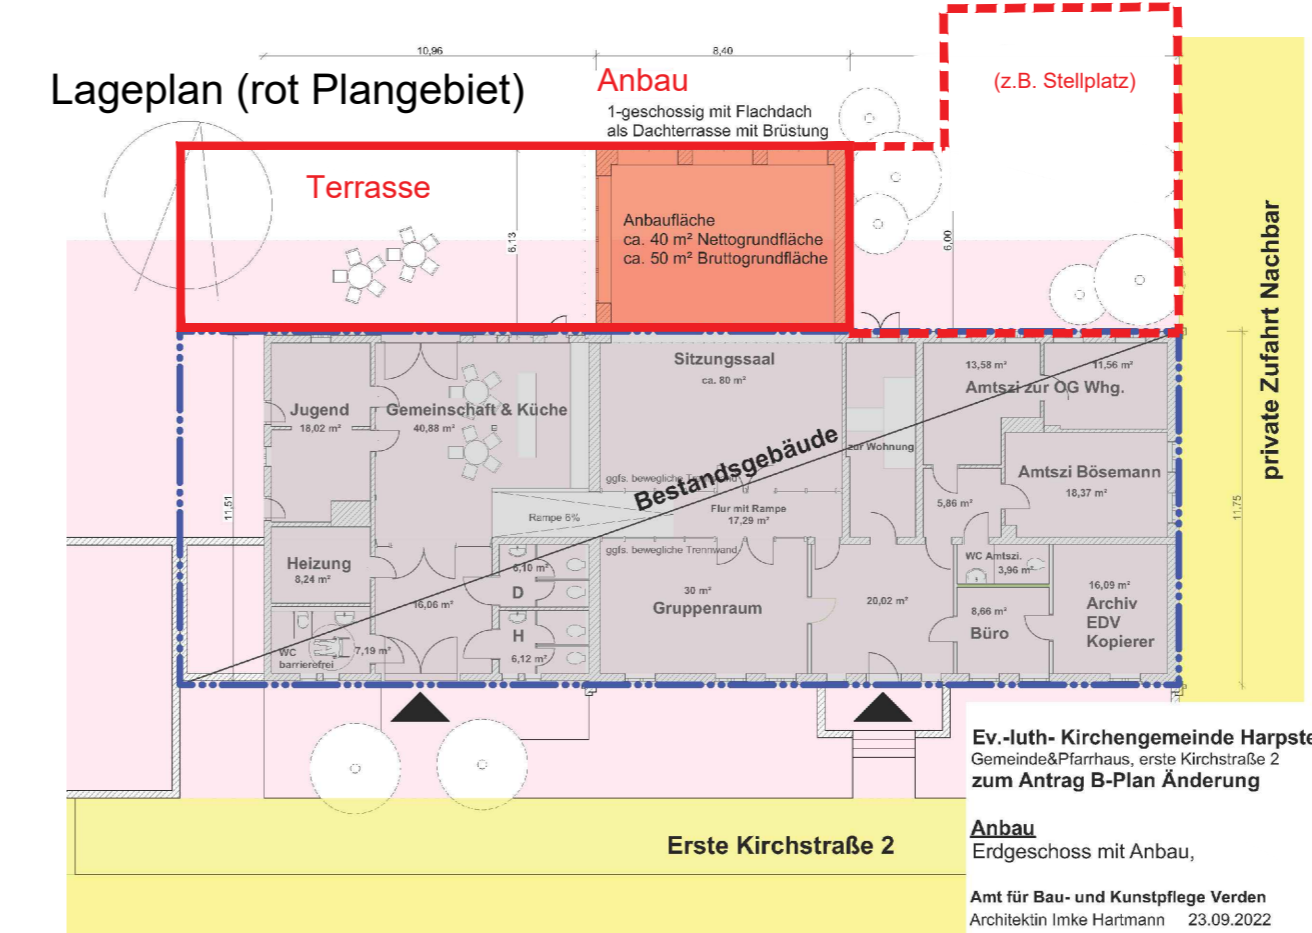 10,96
8,40
Lageplan (rot Plangebiet)
Anbau
1-geschossig mit Flachdach
als Dachterrasse mit Brüstung
(z.B. Stellplatz)
Terrasse
6,13
Anbaufläche
ca. 40 m² Nettogrundfläche
ca. 50 m² Bruttogrundfläche
6,00
private Zufahrt Nachbar
Sitzungssaal
ca. 80 m²
13,58 m²
11,56 m²
Amtszi zur OG Whg.
Jugend
18,02 m²
Gemeinschaft & Küche
40,88 m²
zur Wohnung
Bestandsgebäude
Amtszi Bösemann
18,37 m²
ggfs. bewegliche Trennwand
11,51
Rampe 6%
Flur mit Rampe
17,29 m²
5,86 m²
11,75
ggfs. bewegliche Trennwand
Heizung
8,24 m²
6,10 m²
D
WC Amtszi.
3,96 m²
16,06 m²
30 m²
Gruppenraum
20,02 m²
8,66 m²
Büro
16,09 m²
Archiv
EDV
Kopierer
H
6,12 m²
WC
barrierefrei
7,19 m²
Ev.-luth- Kirchengemeinde Harpste
Gemeinde&Pfarrhaus, erste Kirchstraße 2
zum Antrag B-Plan Änderung
Erste Kirchstraße 2
Anbau
Erdgeschoss mit Anbau,
Amt für Bau- und Kunstpflege Verden
Architektin Imke Hartmann 23.09.2022